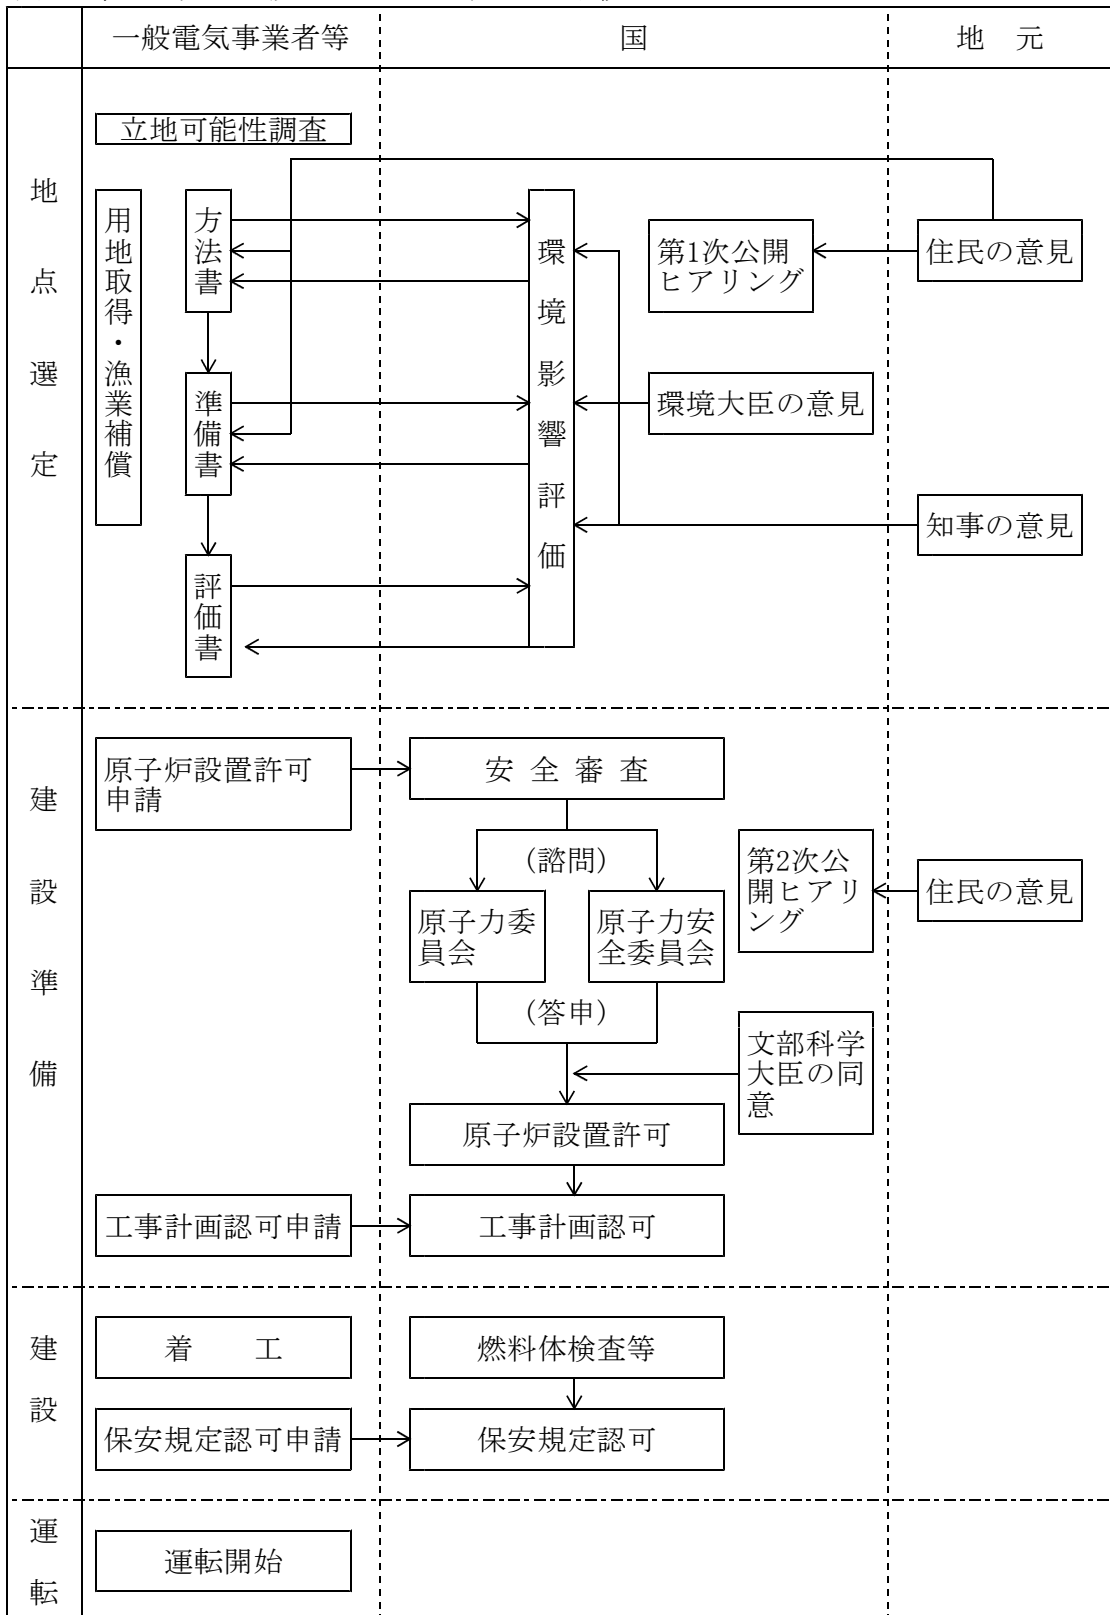 一般電気事業者等
国
地　元
地点選定
立地可能性調査
用地取得・漁業補償
方法書
準備書
評価書
環境影響評価
第1次公開
ヒアリング
住民の意見
環境大臣の意見
知事の意見
建設準備
原子炉設置許可
申請
安 全 審 査
(諮問)
原子力委
員会
原子力安
全委員会
(答申)
第2次公
開ヒアリ
ング
住民の意見
文部科学
大臣の同
意
原子炉設置許可
工事計画認可申請
工事計画認可
建設
着　工
燃料体検査等
保安規定認可申請
保安規定認可
運転
運転開始